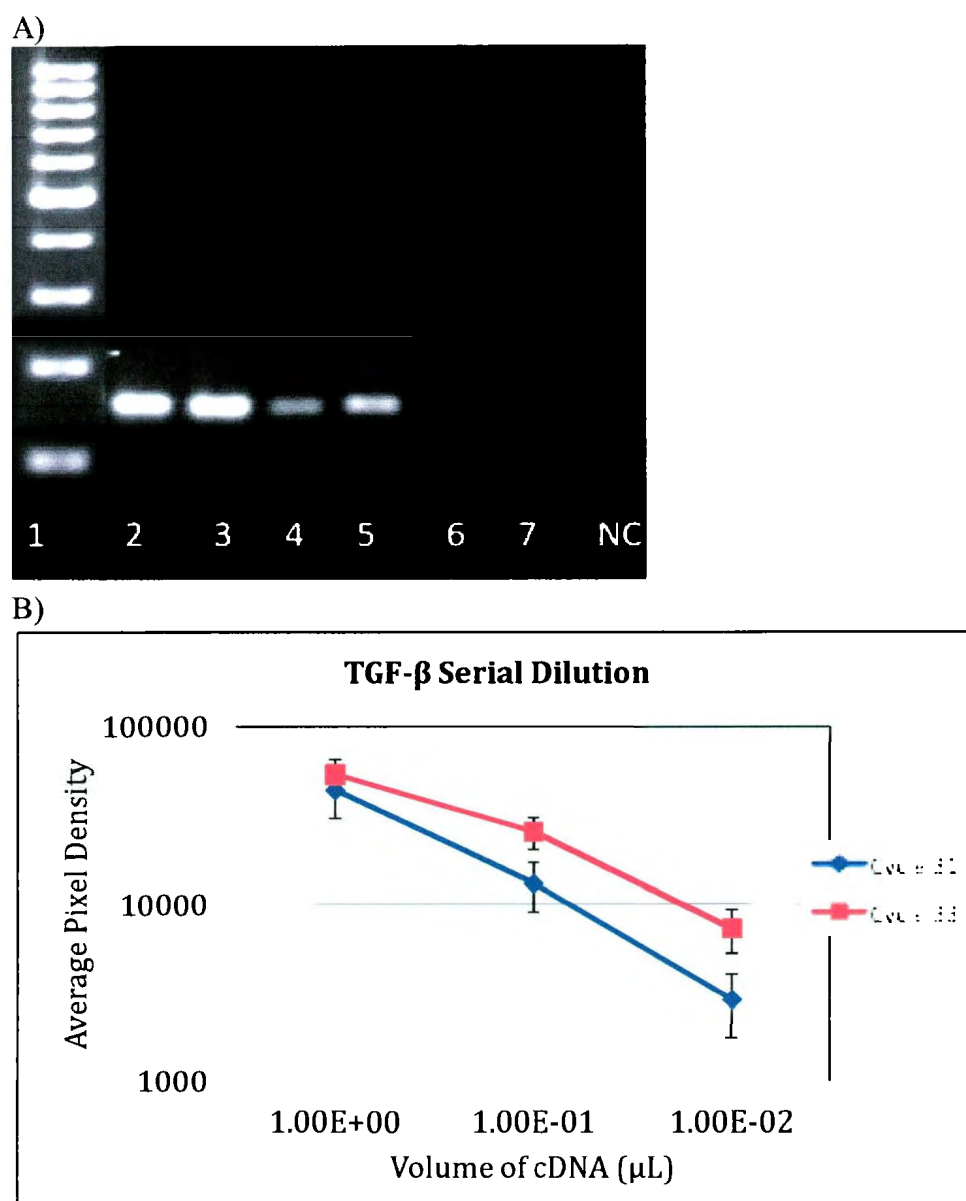 A)
1 2 3 4 5 6 7 NC
B)
TGF-β Serial Dilution
100000
10000
1000
Average Pixel Density
1.00E+00 1.00E-01 1.00E-02
Volume of cDNA (µL)